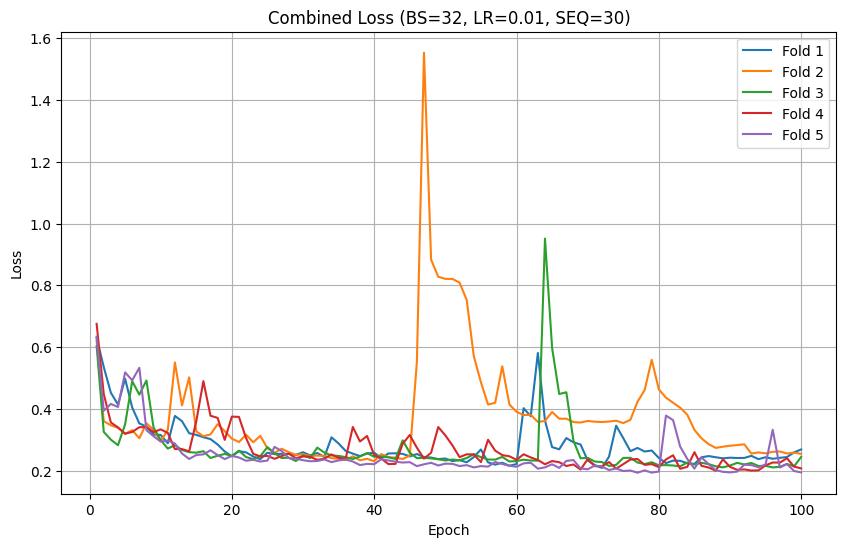 Combined Loss (BS=32, LR=0.01, SEQ=30)
1.6
1.4
1.2
1.0
0.8
0.6
0.4
0.2
Loss
0 20 40 60 80 100
Epoch
Fold 1
Fold 2
Fold 3
Fold 4
Fold 5